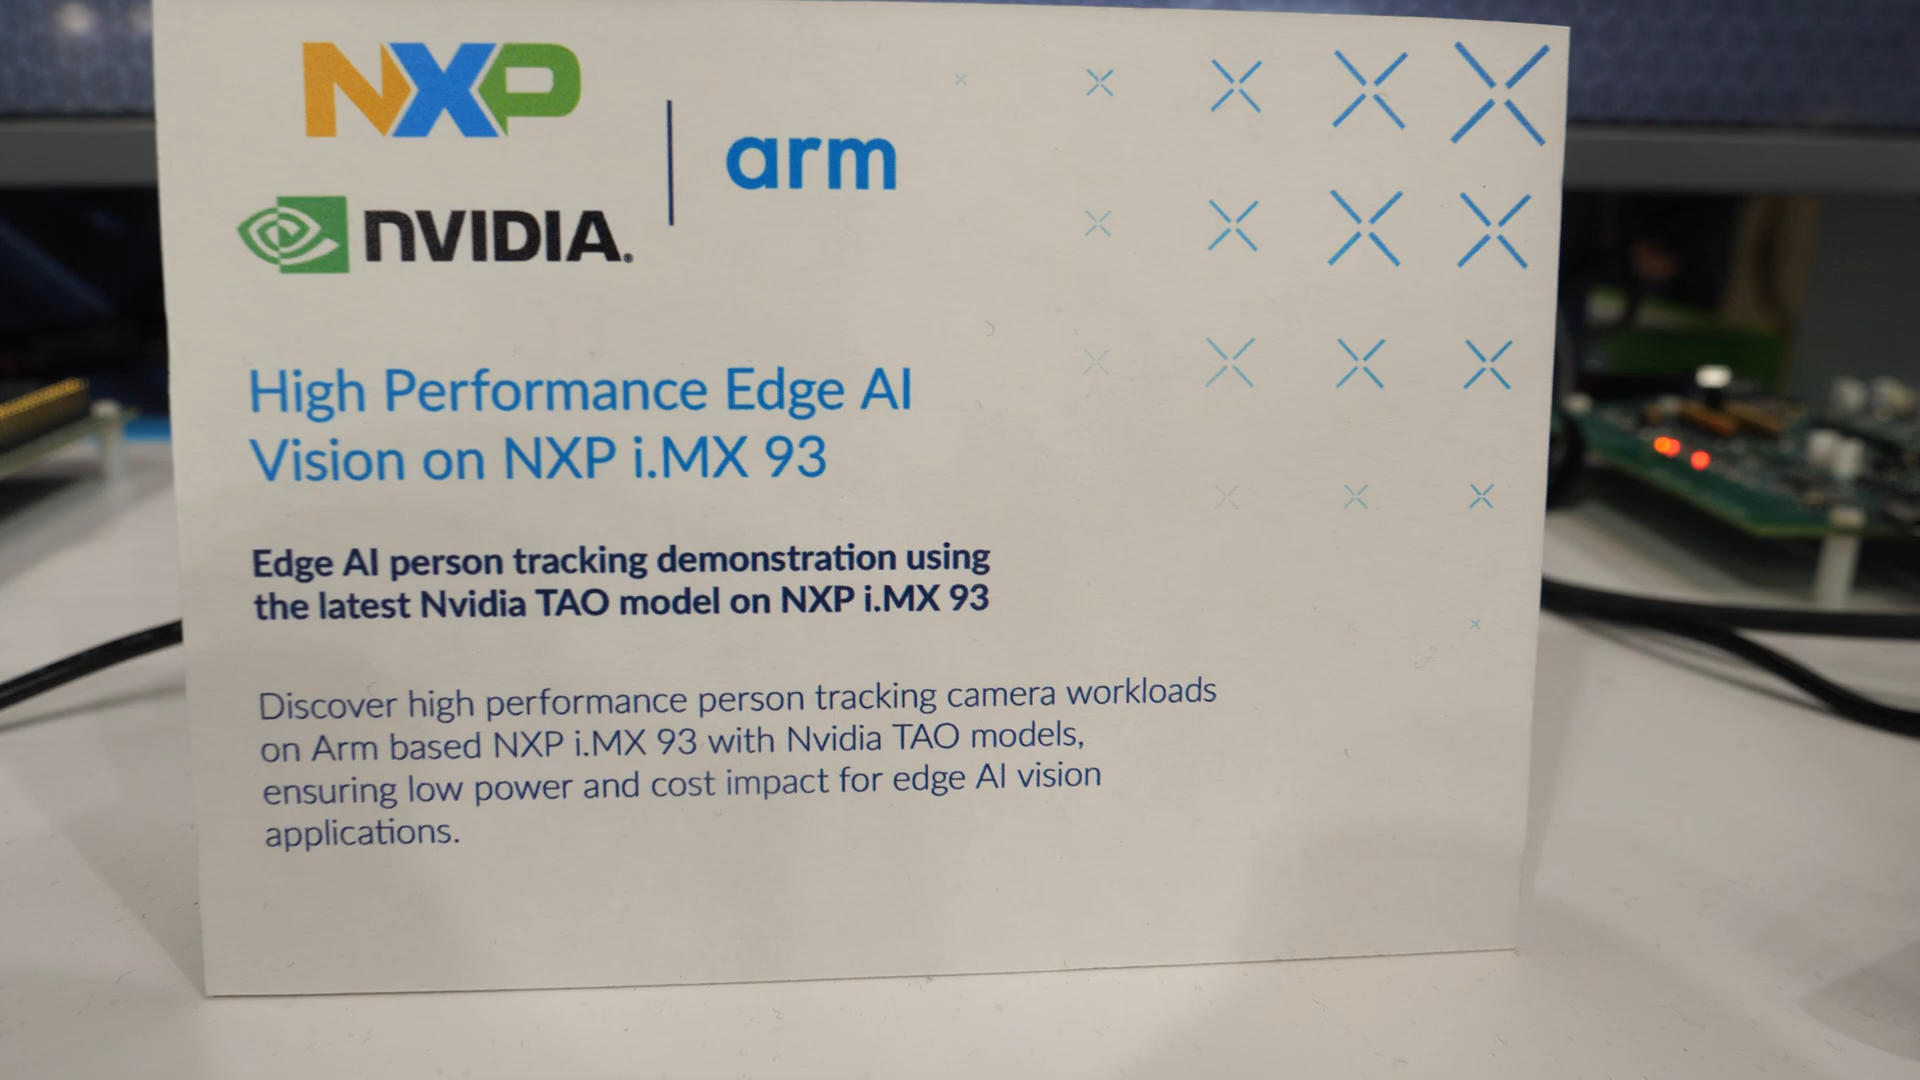 NXP
arm
NVIDIA.
High Performance Edge AI
Vision on NXP i.MX 93
Edge AI person tracking demonstration using
the latest Nvidia TAO model on NXP i.MX 93
Discover high performance person tracking camera workloads
on Arm based NXP i.MX 93 with Nvidia TAO models,
ensuring low power and cost impact for edge AI vision
applications.